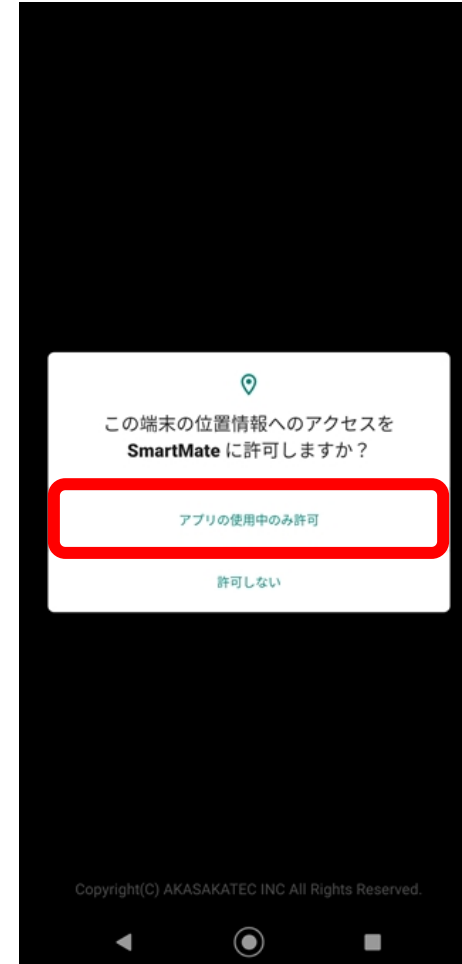 この端末の位置情報へのアクセスを
SmartMate に許可しますか？
アプリの使用中のみ許可
許可しない
Copyright(C) AKASAKATEC INC All Rights Reserved.